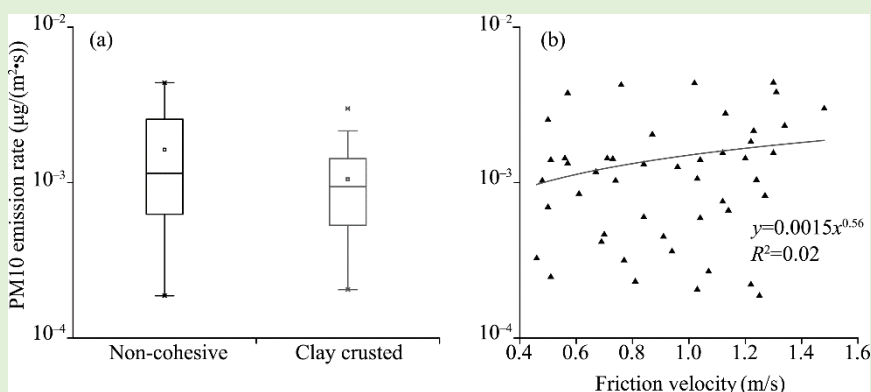 (a)
PM10 emission rate (μg/(m²•s))
10⁻²
10⁻³
10⁻⁴
Non-cohesive Clay crusted
(b)
10⁻²
10⁻³
10⁻⁴
y=0.0015x⁰·⁵⁶
R²=0.02
0.4 0.6 0.8 1.0 1.2 1.4 1.6
Friction velocity (m/s)